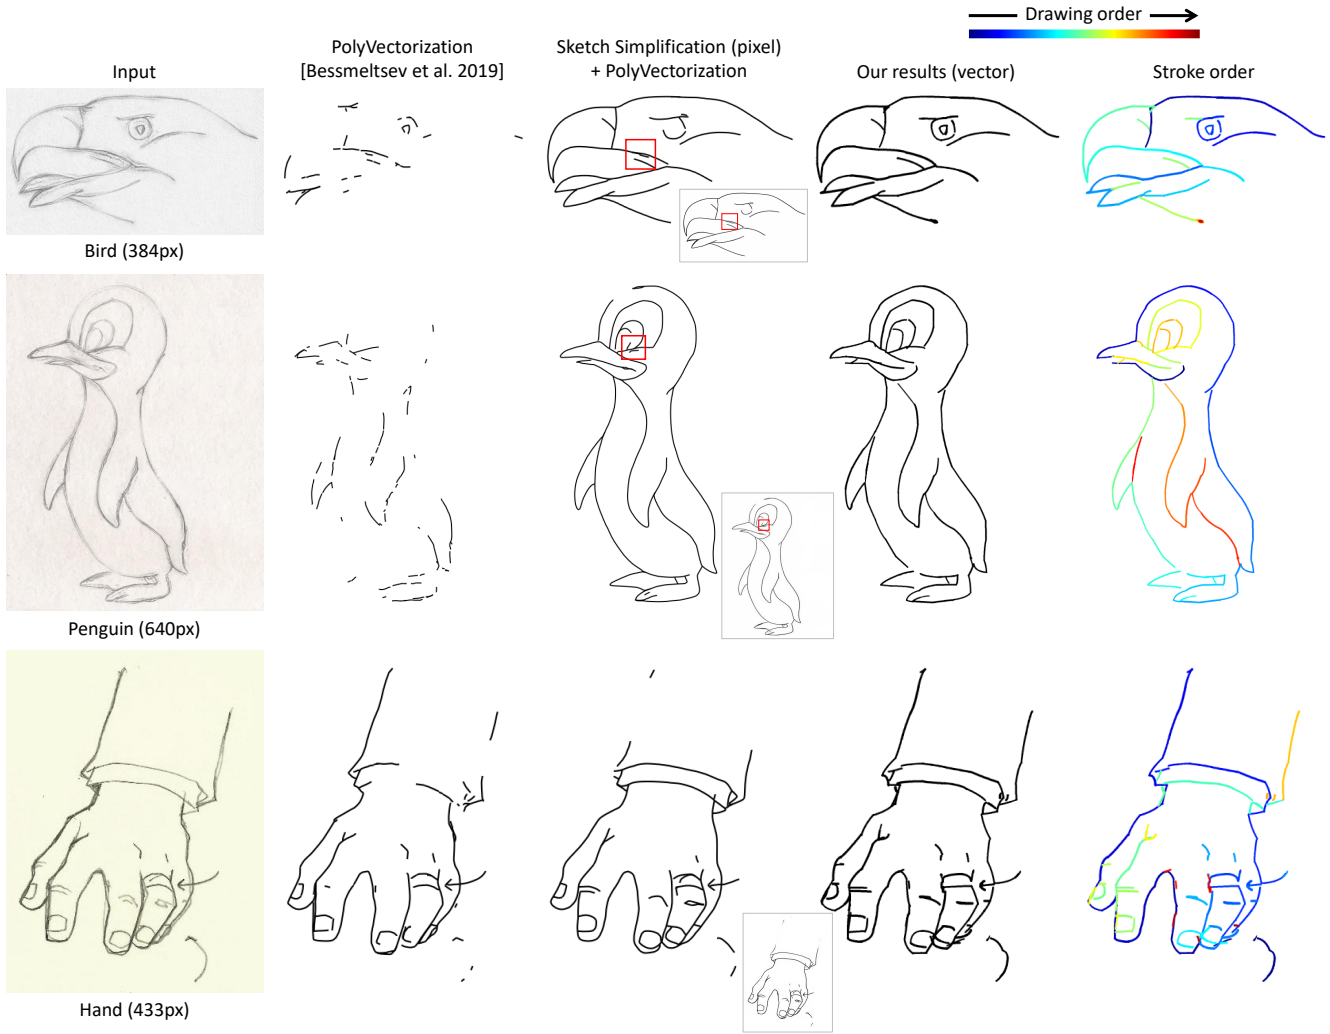 Drawing order
Input
PolyVectorization
[Bessmeltsev et al. 2019]
Sketch Simplification (pixel)
+ PolyVectorization
Our results (vector)
Stroke order
Bird (384px)
Penguin (640px)
Hand (433px)